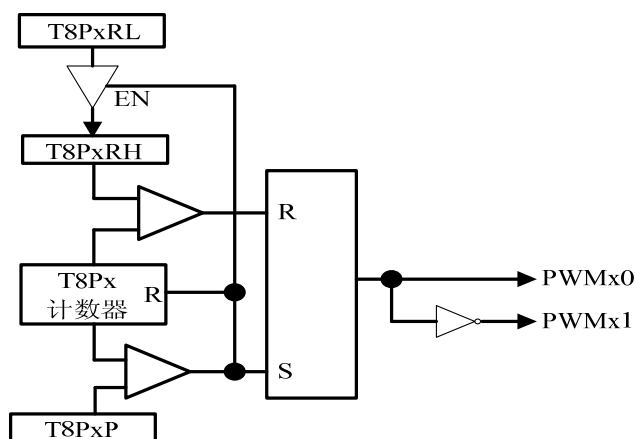 T8PxRL
EN
T8PxRH
R
T8Px
计数器
R
PWMx0
PWMx1
S
T8PxP